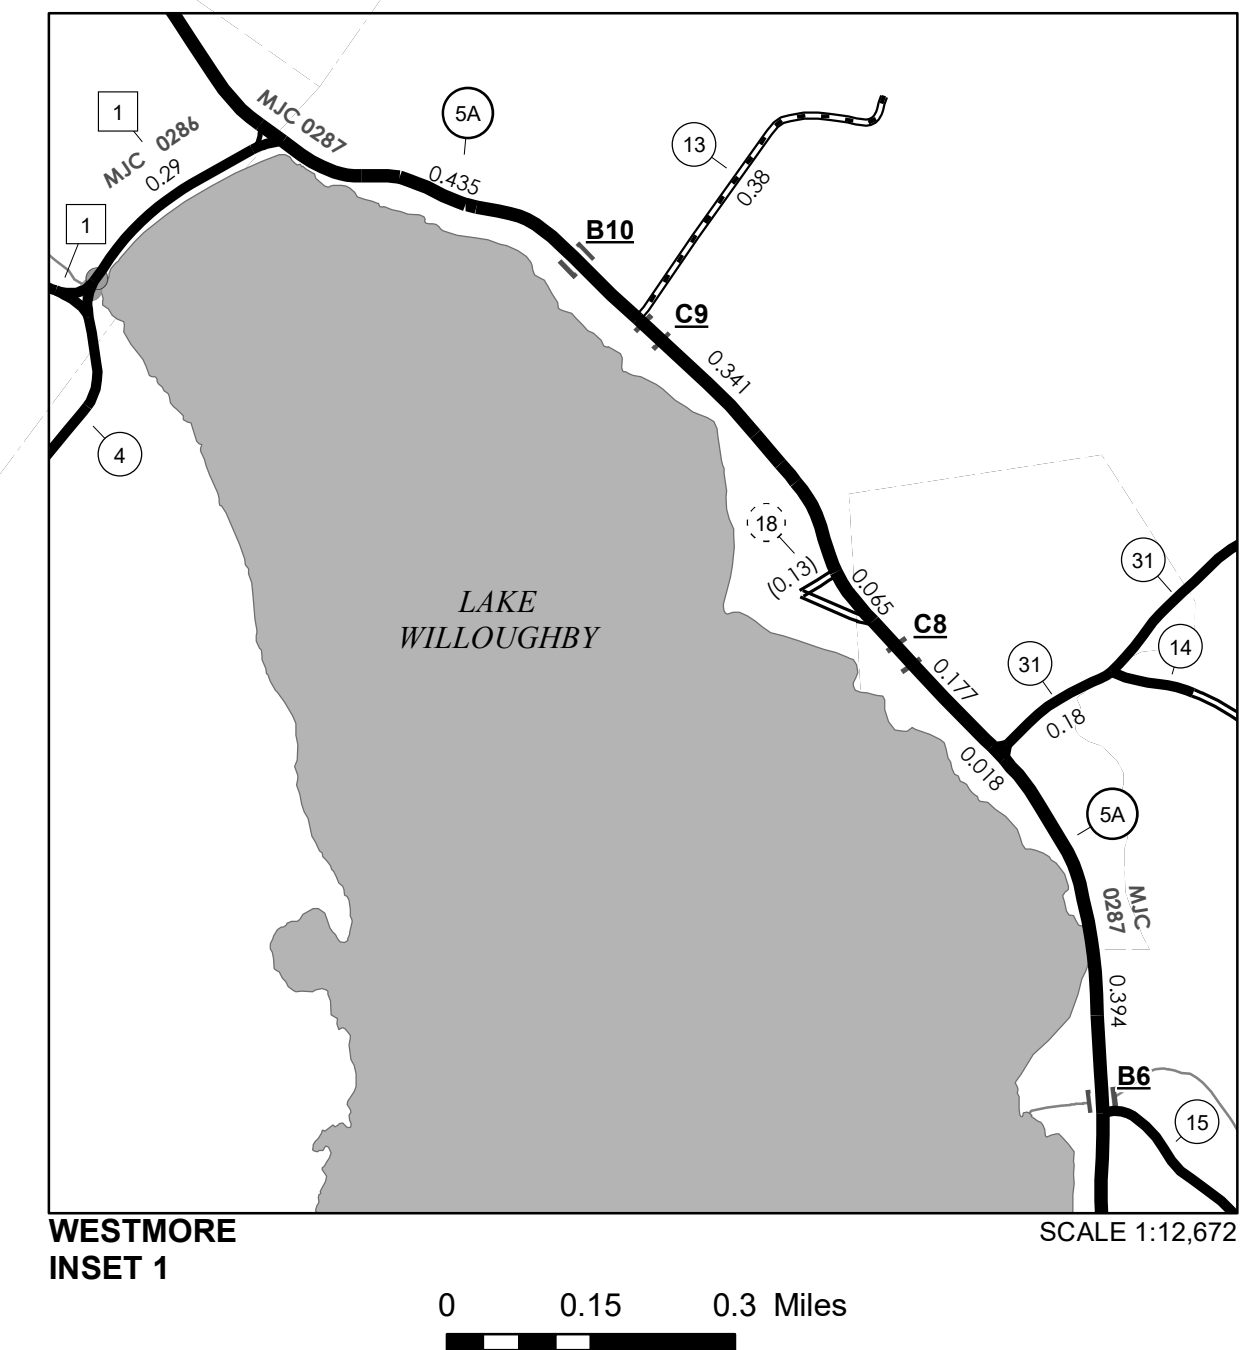 1
MJC 0286
0.29
MJC 0287
5A
0.435
13
0.38
1
B10
C9
0.341
4
18
(0.13)
0.065
31
C8
14
31
0.177
0.18
LAKE
WILLOUGHBY
0.018
5A
MJC
0287
0.394
B6
15
WESTMORE
INSET 1
SCALE 1:12,672
0 0.15 0.3 Miles